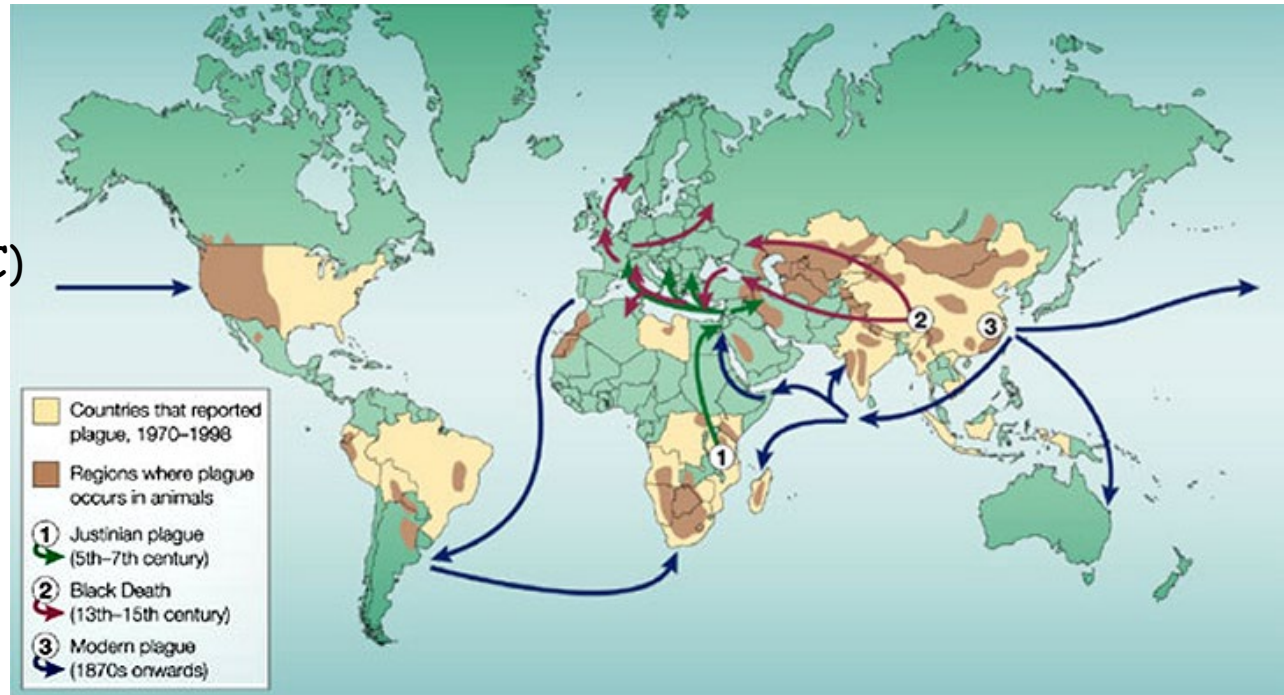 C)
2
3
1
Countries that reported
plague, 1970–1998
Regions where plague
occurs in animals
1 Justinian plague
(5th–7th century)
2 Black Death
(13th–15th century)
3 Modern plague
(1870s onwards)